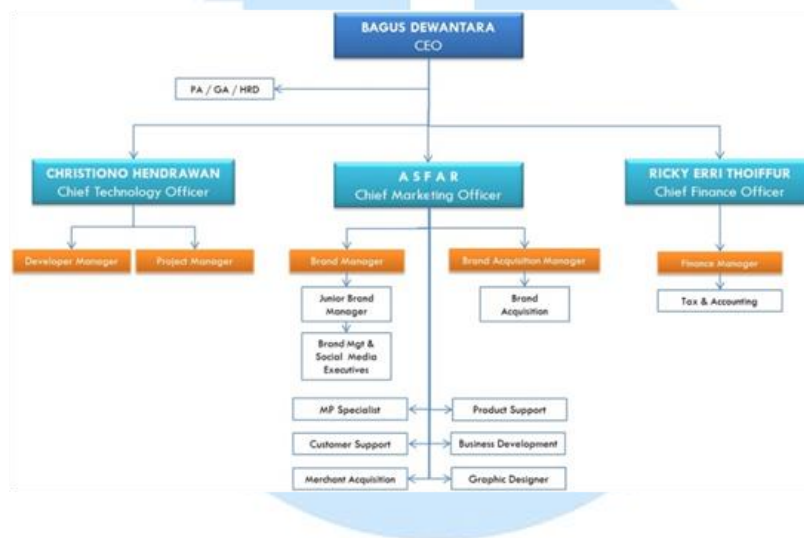 BAGUS DEWANTARA
CEO
PA / GA / HRD
CHRISTIONO HENDRAWAN
Chief Technology Officer
A S F A R
Chief Marketing Officer
RICKY ERRI THOIFFUR
Chief Finance Officer
Developer Manager
Project Manager
Brand Manager
Brand Acquisition Manager
Finance Manager
Junior Brand
Manager
Brand
Acquisition
Tax & Accounting
Brand Mgt &
Social Media
Executives
MP Specialist
Product Support
Customer Support
Business Development
Merchant Acquisition
Graphic Designer